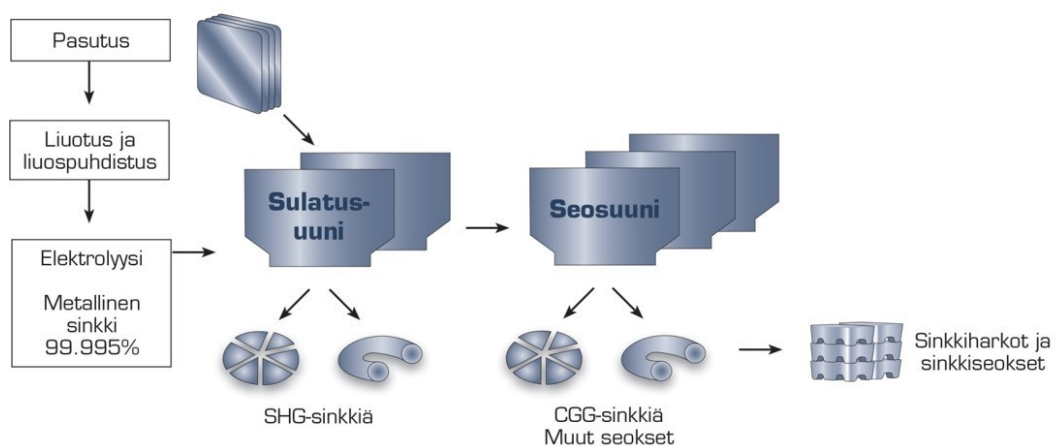 Pasutus
Liuotus ja
liuospuhdistus
Elektrolyysi
Metallinen
sinkki
99.995%
Sulatus-
uuni
Seosuuni
SHG-sinkkiä
CGG-sinkkiä
Muut seokset
Sinkkiharkot ja
sinkkiseokset